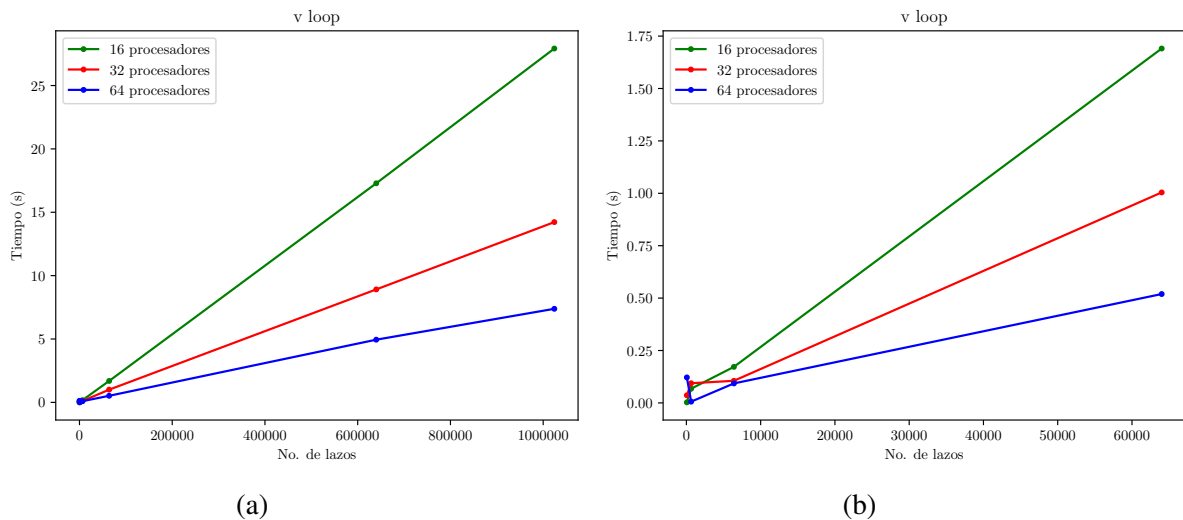 v loop
16 procesadores
32 procesadores
64 procesadores
25
20
15
10
5
0
Tiempo (s)
0 200000 400000 600000 800000 1000000
No. de lazos
(a)
v loop
16 procesadores
32 procesadores
64 procesadores
1.75
1.50
1.25
1.00
0.75
0.50
0.25
0.00
Tiempo (s)
0 10000 20000 30000 40000 50000 60000
No. de lazos
(b)